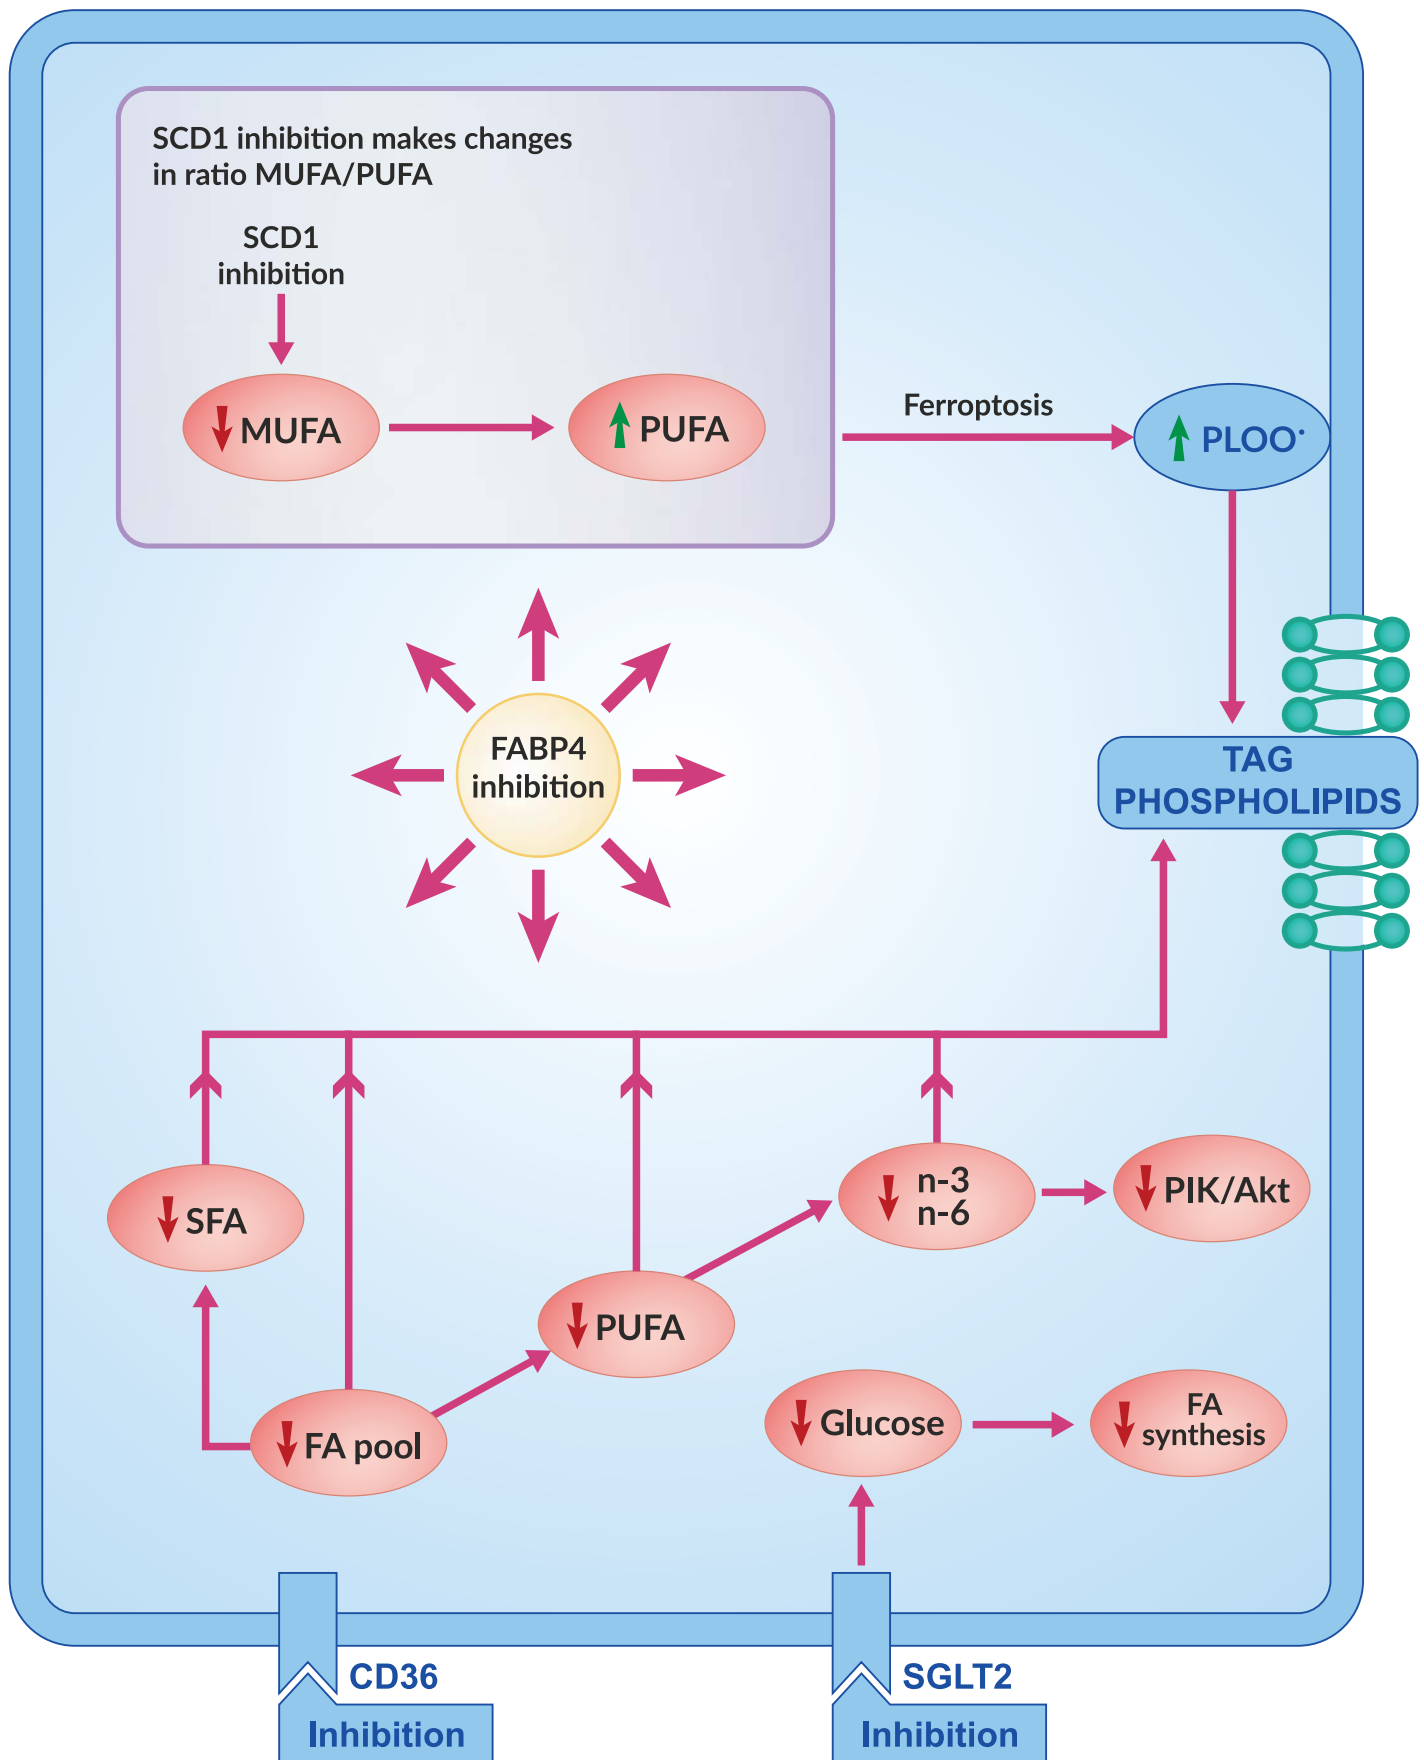 SCD1 inhibition makes changes
in ratio MUFA/PUFA
SCD1
inhibition
MUFA
PUFA
Ferroptosis
PLOO•
FABP4
inhibition
TAG
PHOSPHOLIPIDS
SFA
n-3
n-6
PIK/Akt
PUFA
FA pool
Glucose
FA
synthesis
CD36
Inhibition
SGLT2
Inhibition